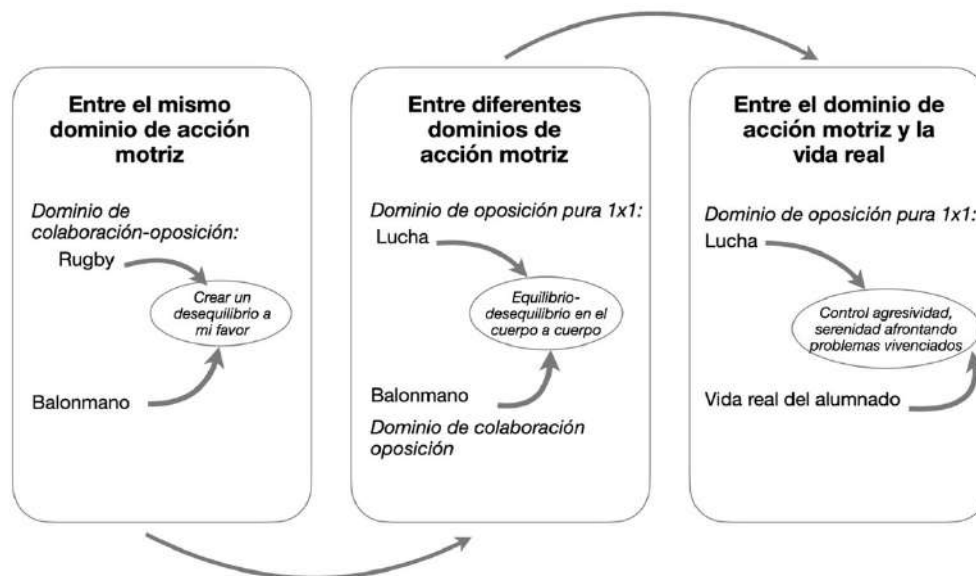 Entre el mismo
dominio de acción
motriz
Dominio de
colaboración-oposición:
Rugby
Crear un
desequilibrio a
mi favor
Balonmano
Entre diferentes
dominios de
acción motriz
Dominio de oposición pura 1x1:
Lucha
Equilibrio-
desequilibrio en el
cuerpo a cuerpo
Balonmano
Dominio de colaboración
oposición
Entre el dominio de
acción motriz y la
vida real
Dominio de oposición pura 1x1:
Lucha
Control agresividad,
serenidad afrontando
problemas vivenciados
Vida real del alumnado